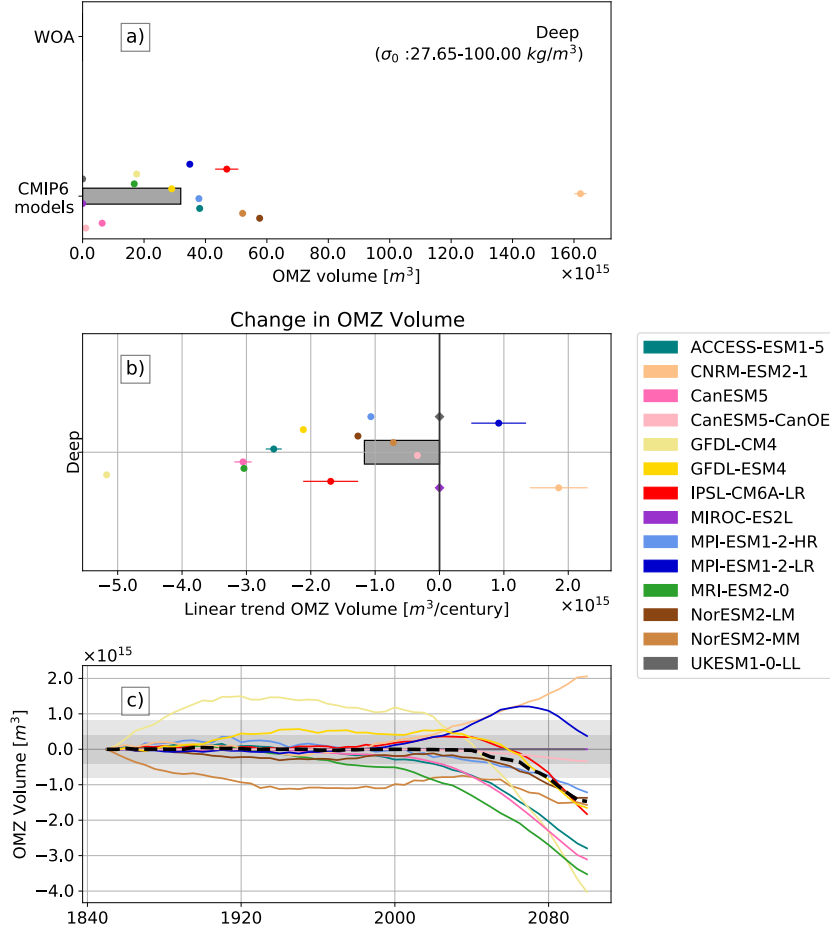 a)
Deep
(σ0 :27.65-100.00 kg/m³)
WOA
CMIP6
models
0.0 20.0 40.0 60.0 80.0 100.0 120.0 140.0 160.0
OMZ volume [m³]
×10¹⁵
Change in OMZ Volume
b)
Deep
−5.0 −4.0 −3.0 −2.0 −1.0 0.0 1.0 2.0
Linear trend OMZ Volume [m³/century]
×10¹⁵
ACCESS-ESM1-5
CNRM-ESM2-1
CanESM5
CanESM5-CanOE
GFDL-CM4
GFDL-ESM4
IPSL-CM6A-LR
MIROC-ES2L
MPI-ESM1-2-HR
MPI-ESM1-2-LR
MRI-ESM2-0
NorESM2-LM
NorESM2-MM
UKESM1-0-LL
×10¹⁵
c)
OMZ Volume [m³]
2.0
1.0
0.0
−1.0
−2.0
−3.0
−4.0
1840 1920 2000 2080